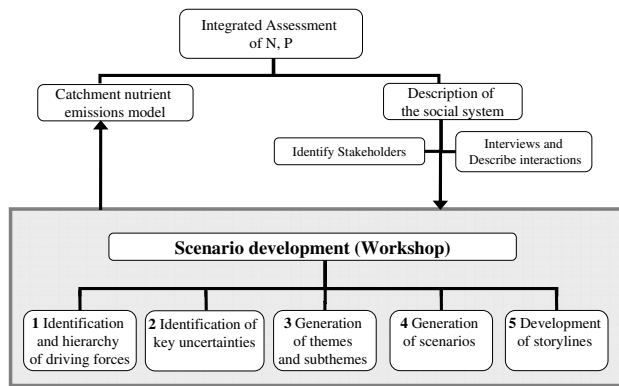 Integrated Assessment
of N, P
Catchment nutrient
emissions model
Description of
the social system
Identify Stakeholders
Interviews and
Describe interactions
Scenario development (Workshop)
1 Identification
and hierarchy
of driving forces
2 Identification of
key uncertainties
3 Generation
of themes
and subthemes
4 Generation
of scenarios
5 Development
of storylines